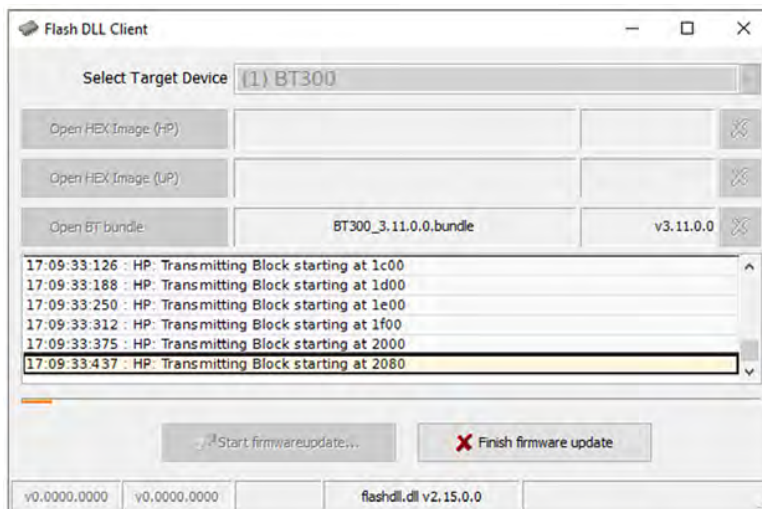 Flash DLL Client
Select Target Device (1) BT300
Open HEX Image (HP)
Open HEX Image (UP)
Open BT bundle BT300_3.11.0.0.bundle v3.11.0.0
17:09:33:126 : HP: Transmitting Block starting at 1c00
17:09:33:188 : HP: Transmitting Block starting at 1d00
17:09:33:250 : HP: Transmitting Block starting at 1e00
17:09:33:312 : HP: Transmitting Block starting at 1f00
17:09:33:375 : HP: Transmitting Block starting at 2000
17:09:33:437 : HP: Transmitting Block starting at 2080
Start firmwareupdate... Finish firmware update
v0.0000.0000 v0.0000.0000 flashdll.dll v2.15.0.0